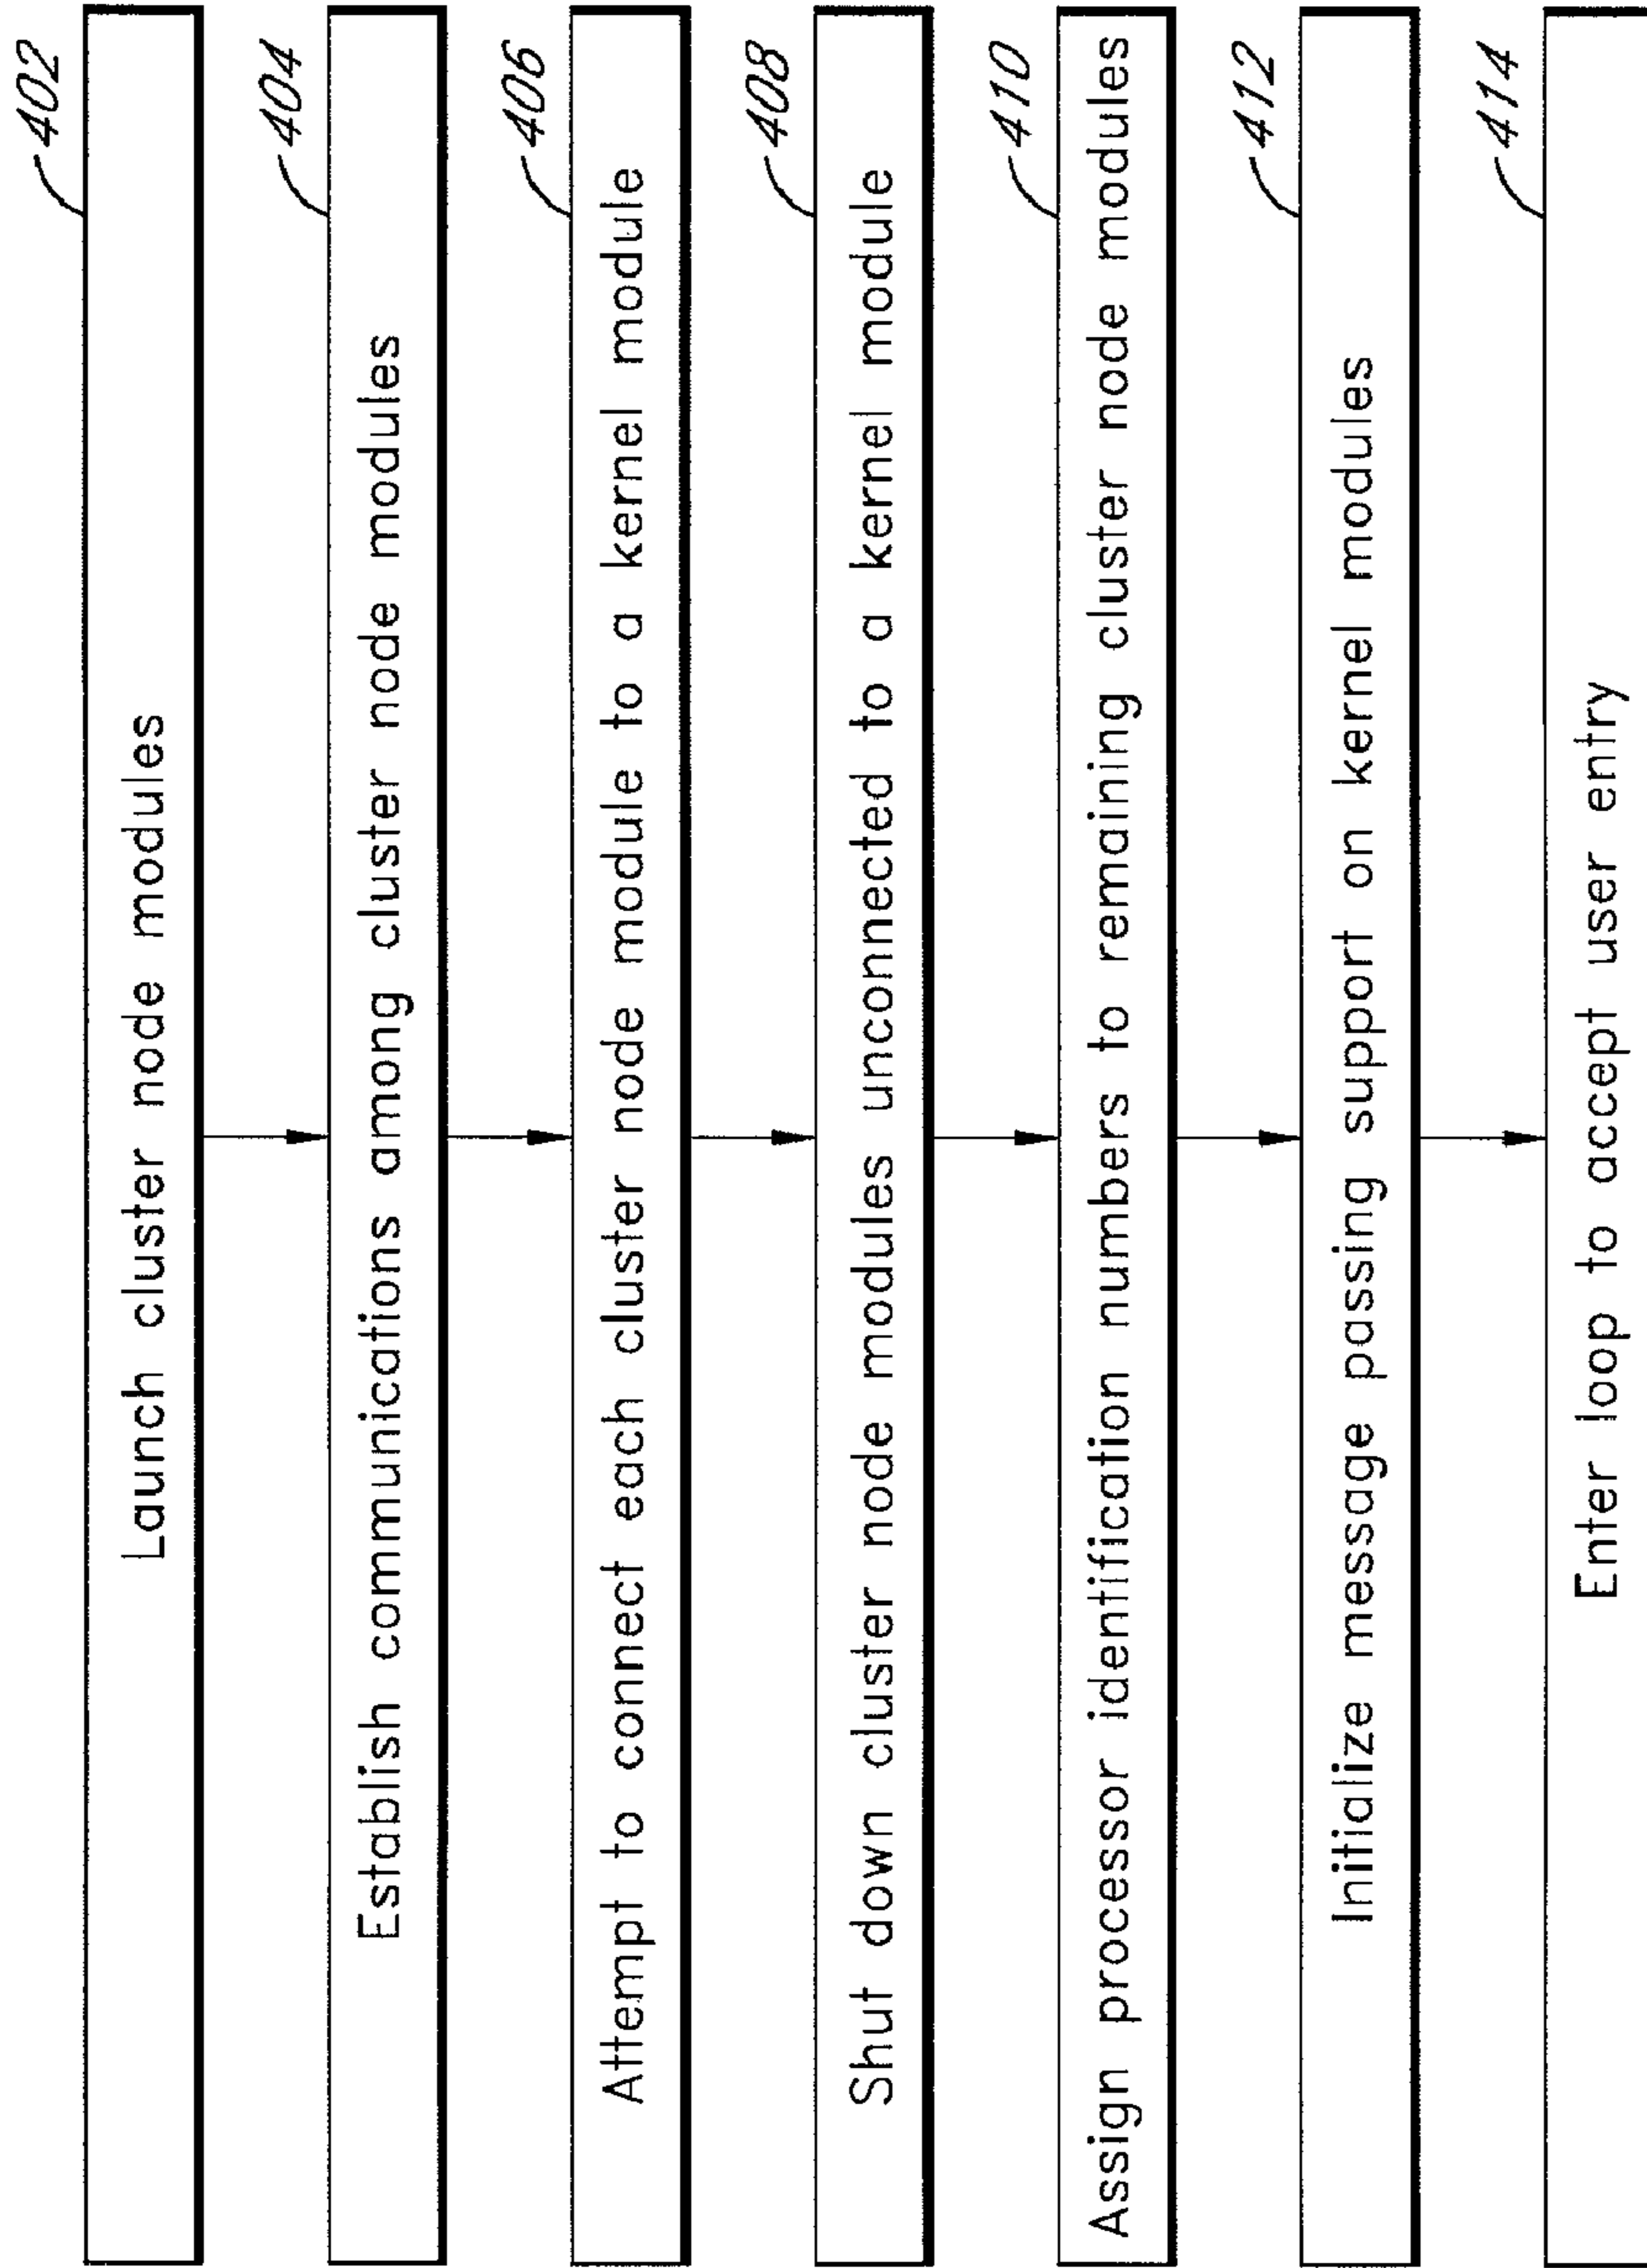 402
Launch cluster node modules
404
Establish communications among cluster node modules
406
Attempt to connect each cluster node module to a kernel module
408
Shut down cluster node modules unconnected to a kernel module
410
Assign processor identification numbers to remaining cluster node modules
412
Initialize message passing support on kernel modules
414
Enter loop to accept user entry